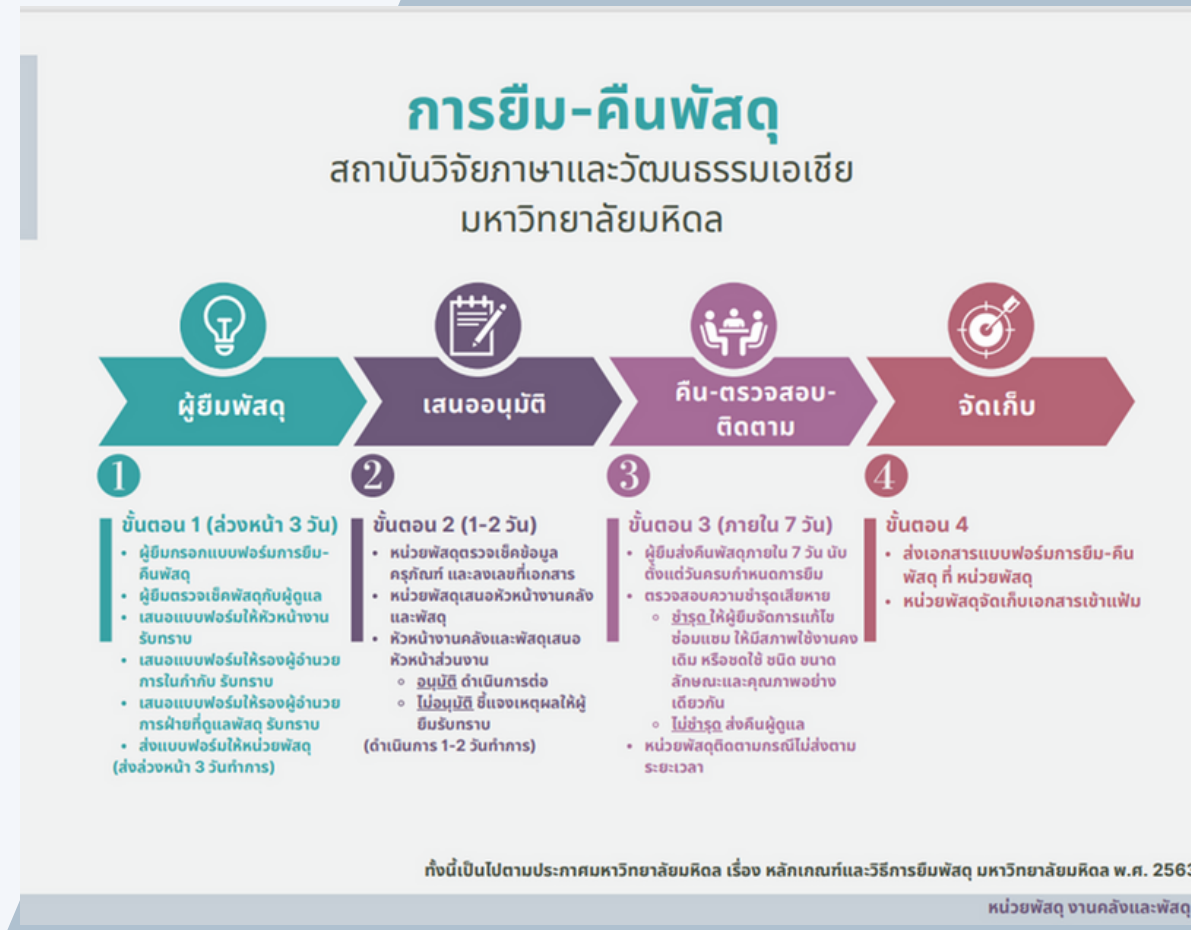 การยืม-คืนพัสดุ
สถาบันวิจัยภาษาและวัฒนธรรมเอเชีย
มหาวิทยาลัยมหิดล
ผู้ยืมพัสดุ
เสนออนุมัติ
คืน-ตรวจสอบ-
ติดตาม
จัดเก็บ
1
ขั้นตอน 1 (ล่วงหน้า 3 วัน)
• ผู้ยืมกรอกแบบฟอร์มการยืม-
คืนพัสดุ
• ผู้ยืมตรวจเช็คพัสดุกับผู้ดูแล
• เสนอแบบฟอร์มให้หัวหน้างาน
รับทราบ
• เสนอแบบฟอร์มให้รองผู้อำนวย
การในกำกับ รับทราบ
• เสนอแบบฟอร์มให้รองผู้อำนวย
การฝ่ายที่ดูแลพัสดุ รับทราบ
• ส่งแบบฟอร์มให้หน่วยพัสดุ
(ส่งล่วงหน้า 3 วันทำการ)
2
ขั้นตอน 2 (1-2 วัน)
• หน่วยพัสดุตรวจเช็คข้อมูล
ครุภัณฑ์ และลงเลขที่เอกสาร
• หน่วยพัสดุเสนอหัวหน้างานคลัง
และพัสดุ
• หัวหน้างานคลังและพัสดุเสนอ
หัวหน้าส่วนงาน
◦ อนุมัติ ดำเนินการต่อ
◦ ไม่อนุมัติ ชี้แจงเหตุผลให้ผู้
ยืมรับทราบ
(ดำเนินการ 1-2 วันทำการ)
3
ขั้นตอน 3 (ภายใน 7 วัน)
• ผู้ยืมส่งคืนพัสดุภายใน 7 วัน นับ
ตั้งแต่วันครบกำหนดการยืม
• ตรวจสอบความชำรุดเสียหาย
◦ ชำรุด ให้ผู้ยืมจัดการแก้ไข
ซ่อมแซม ให้มีสภาพใช้งานคง
เดิม หรือชดใช้ ชนิด ขนาด
ลักษณะและคุณภาพอย่าง
เดียวกัน
◦ ไม่ชำรุด ส่งคืนผู้ดูแล
• หน่วยพัสดุติดตามกรณีไม่ส่งตาม
ระยะเวลา
4
ขั้นตอน 4
• ส่งเอกสารแบบฟอร์มการยืม-คืน
พัสดุ ที่ หน่วยพัสดุ
• หน่วยพัสดุจัดเก็บเอกสารเข้าแฟ้ม
ทั้งนี้เป็นไปตามประกาศมหาวิทยาลัยมหิดล เรื่อง หลักเกณฑ์และวิธีการยืมพัสดุ มหาวิทยาลัยมหิดล พ.ศ. 2563
หน่วยพัสดุ งานคลังและพัสดุ